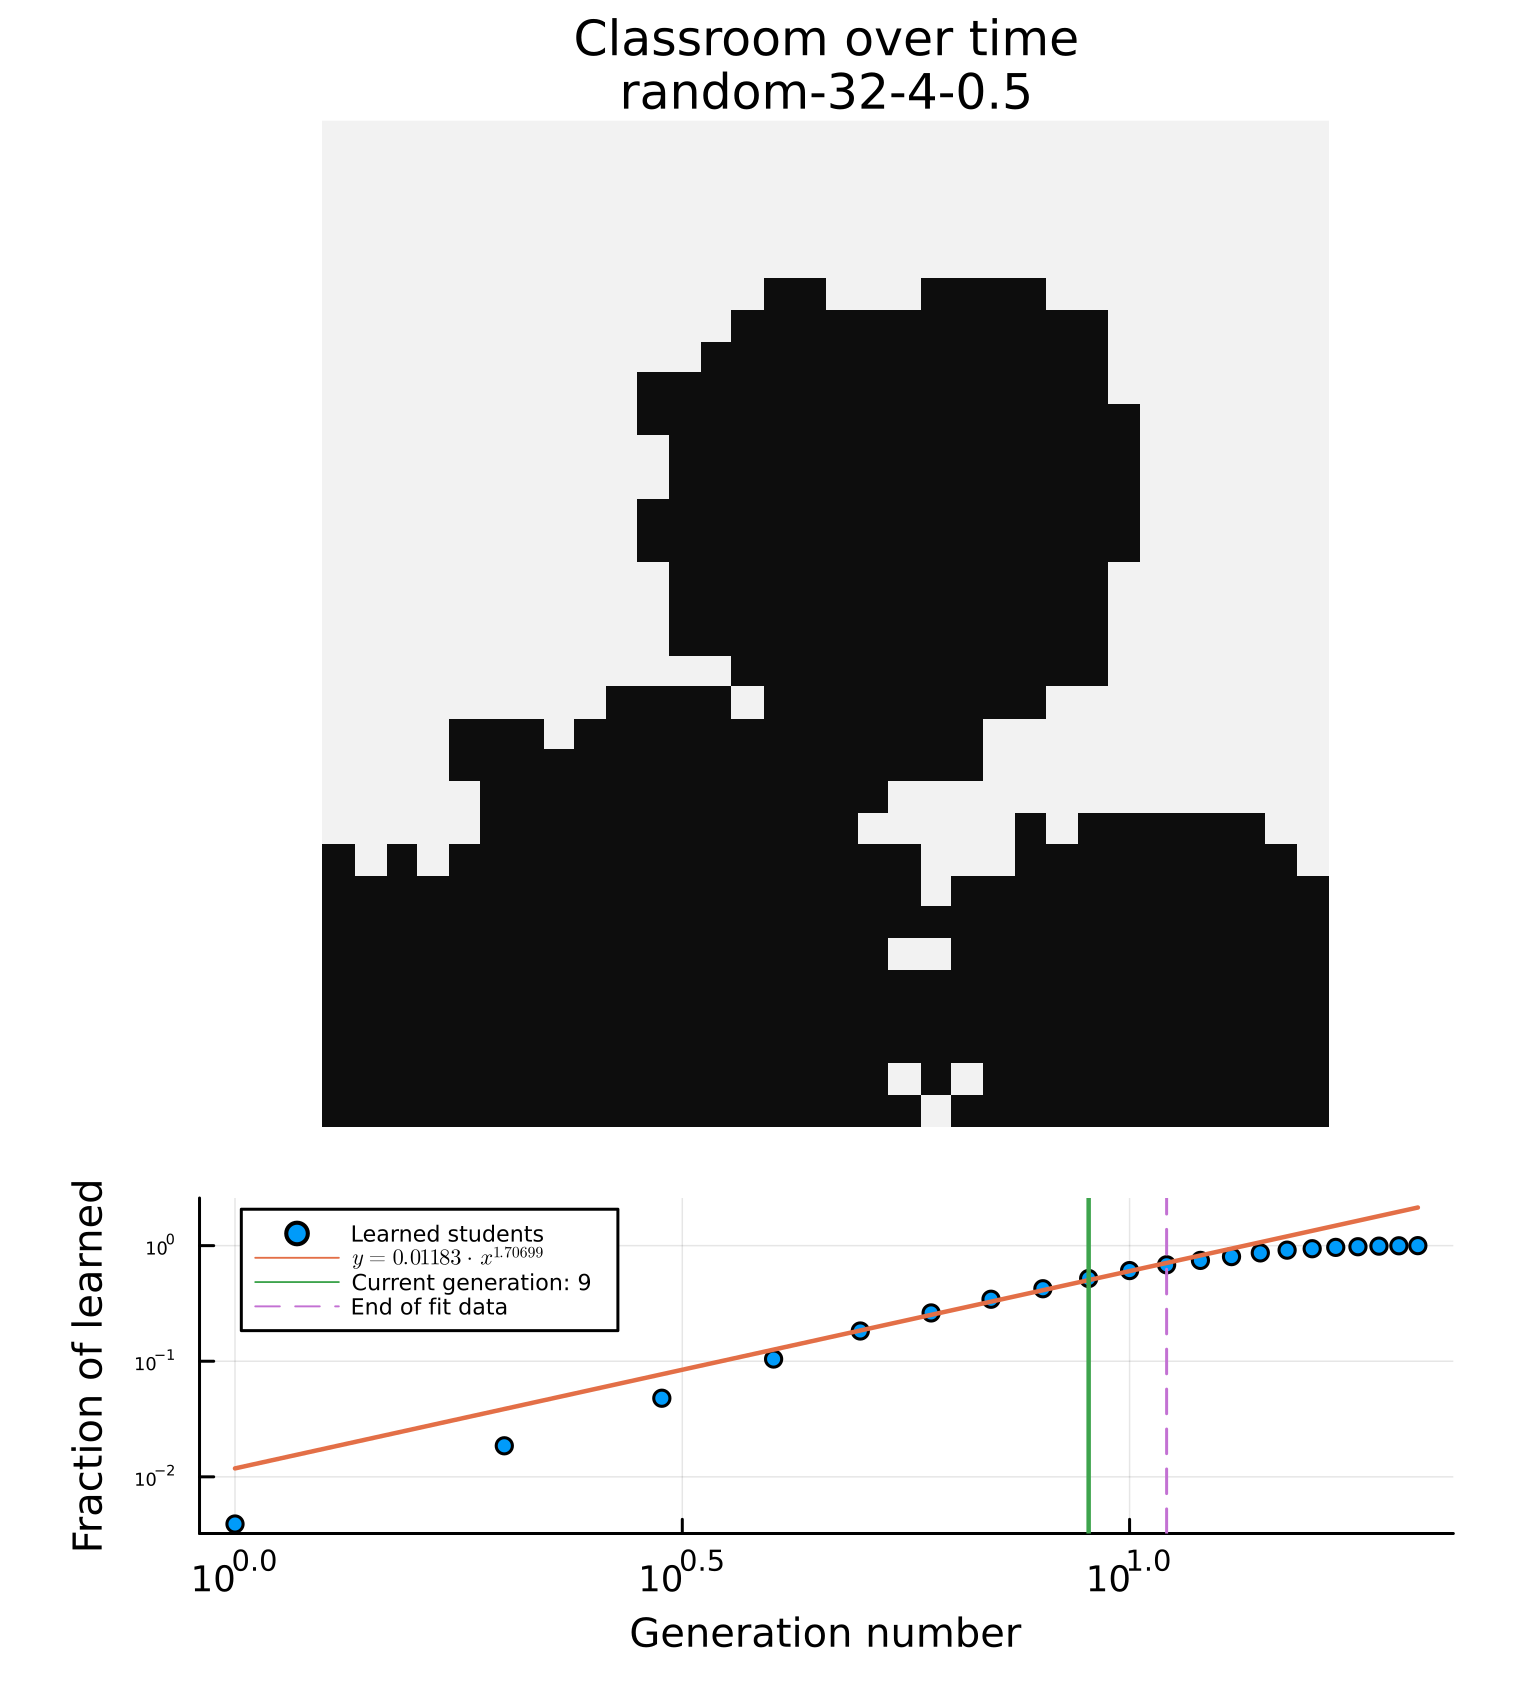 Classroom over time
random-32-4-0.5
Fraction of learned
10^0
10^-1
10^-2
Learned students
y = 0.01183 · x^1.70699
Current generation: 9
End of fit data
10^0.0 10^0.5 10^1.0
Generation number